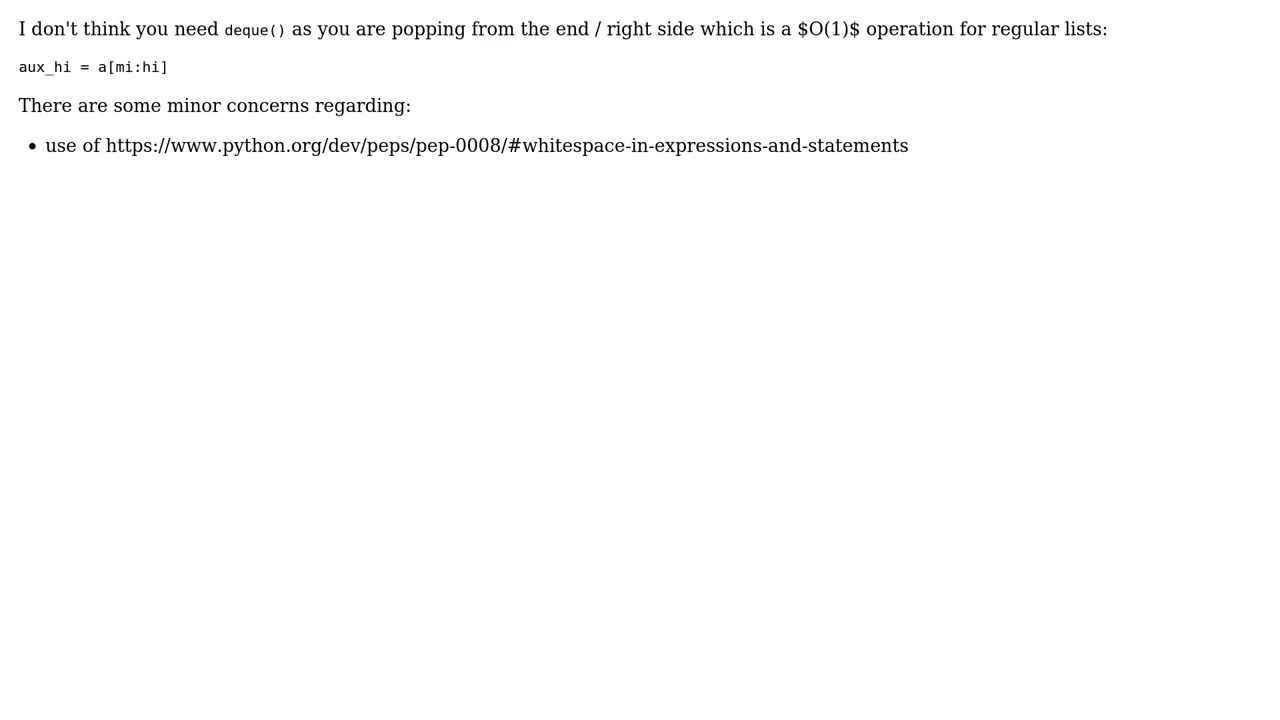 I don't think you need deque() as you are popping from the end / right side which is a $O(1)$ operation for regular lists:
aux_hi = a[mi:hi]
There are some minor concerns regarding:
• use of https://www.python.org/dev/peps/pep-0008/#whitespace-in-expressions-and-statements